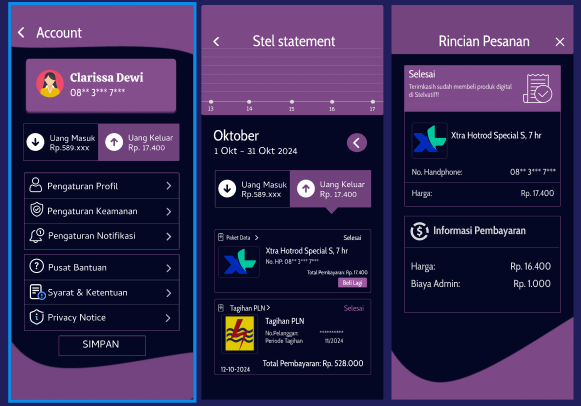 Account
Clarissa Dewi
08** 3*** 7***
Uang Masuk
Rp.589.xxx
Uang Keluar
Rp. 17.400
Pengaturan Profil
Pengaturan Keamanan
Pengaturan Notifikasi
Pusat Bantuan
Syarat & Ketentuan
Privacy Notice
SIMPAN
Stel statement
13 14 15 16 17
Oktober
1 Okt - 31 Okt 2024
Uang Masuk
Rp.589.xxx
Uang Keluar
Rp. 17.400
Paket Data > Selesai
Xtra Hotrod Special S, 7 hr
No. HP: 08** 3*** 7***
Total Pembayaran: Rp. 17.400
Beli Lagi
Tagihan PLN > Selesai
Tagihan PLN
No.Pelanggan: **********
Periode Tagihan 11/2024
12-10-2024 Total Pembayaran: Rp. 528.000
Rincian Pesanan
Selesai
Terimkasih sudah membeli produk digital
di Stelvatif!!
Xtra Hotrod Special S, 7 hr
No. Handphone: 08** 3*** 7***
Harga: Rp. 17.400
Informasi Pembayaran
Harga: Rp. 16.400
Biaya Admin: Rp. 1.000